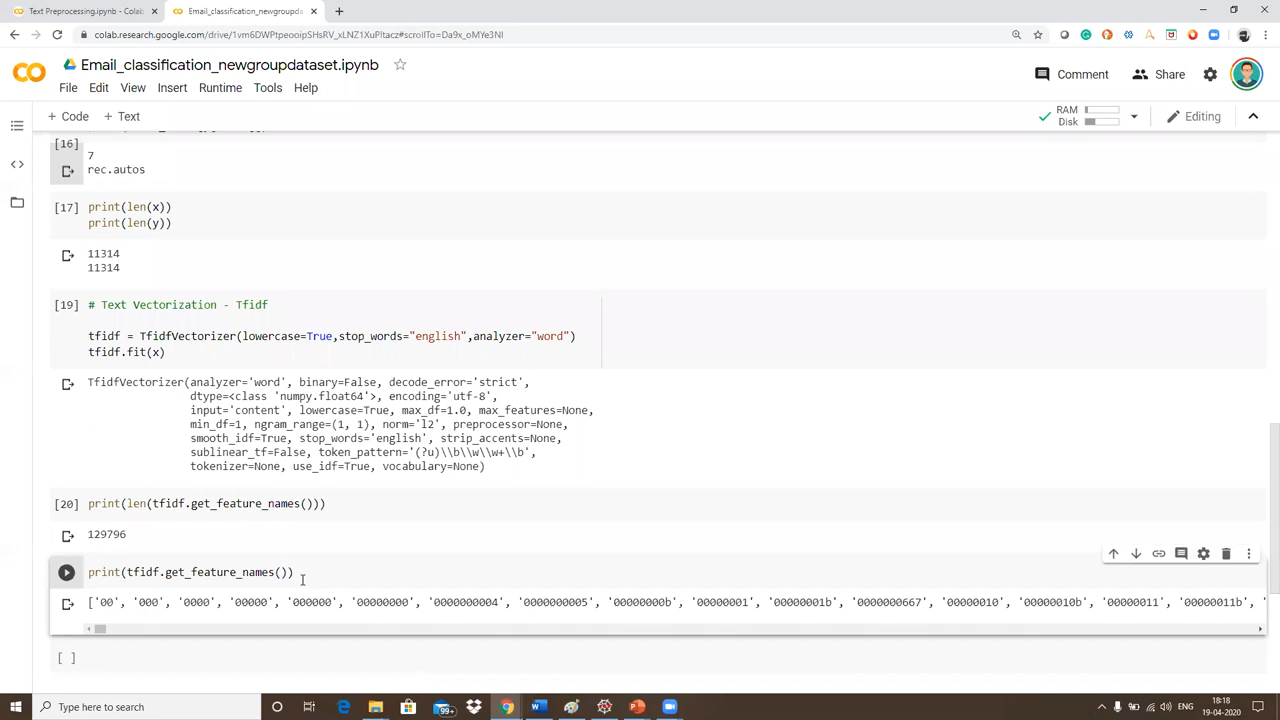 Text Preprocessing.ipynb - Colab
Email_classification_newgroupda
colab.research.google.com/drive/1vm6DWPtpeooipSHsRV_xLNZ1XuPltacz#scrollTo=Da9x_oMYe3NI
Email_classification_newgroupdataset.ipynb
Comment
Share
File Edit View Insert Runtime Tools Help
+ Code + Text
RAM
Disk
Editing
[16]
7
rec.autos
[17] print(len(x))
print(len(y))
11314
11314
[19] # Text Vectorization - Tfidf
tfidf = TfidfVectorizer(lowercase=True,stop_words="english",analyzer="word")
tfidf.fit(x)
TfidfVectorizer(analyzer='word', binary=False, decode_error='strict',
dtype=<class 'numpy.float64'>, encoding='utf-8',
input='content', lowercase=True, max_df=1.0, max_features=None,
min_df=1, ngram_range=(1, 1), norm='l2', preprocessor=None,
smooth_idf=True, stop_words='english', strip_accents=None,
sublinear_tf=False, token_pattern='(?u)\\b\\w\\w+\\b',
tokenizer=None, use_idf=True, vocabulary=None)
[20] print(len(tfidf.get_feature_names()))
129796
print(tfidf.get_feature_names())
['00', '000', '0000', '00000', '000000', '00000000', '0000000004', '0000000005', '00000000b', '00000001', '00000001b', '0000000667', '00000010', '00000010b', '00000011', '00000011b', '
[ ]
Type here to search
99+
ENG
18:18
19-04-2020